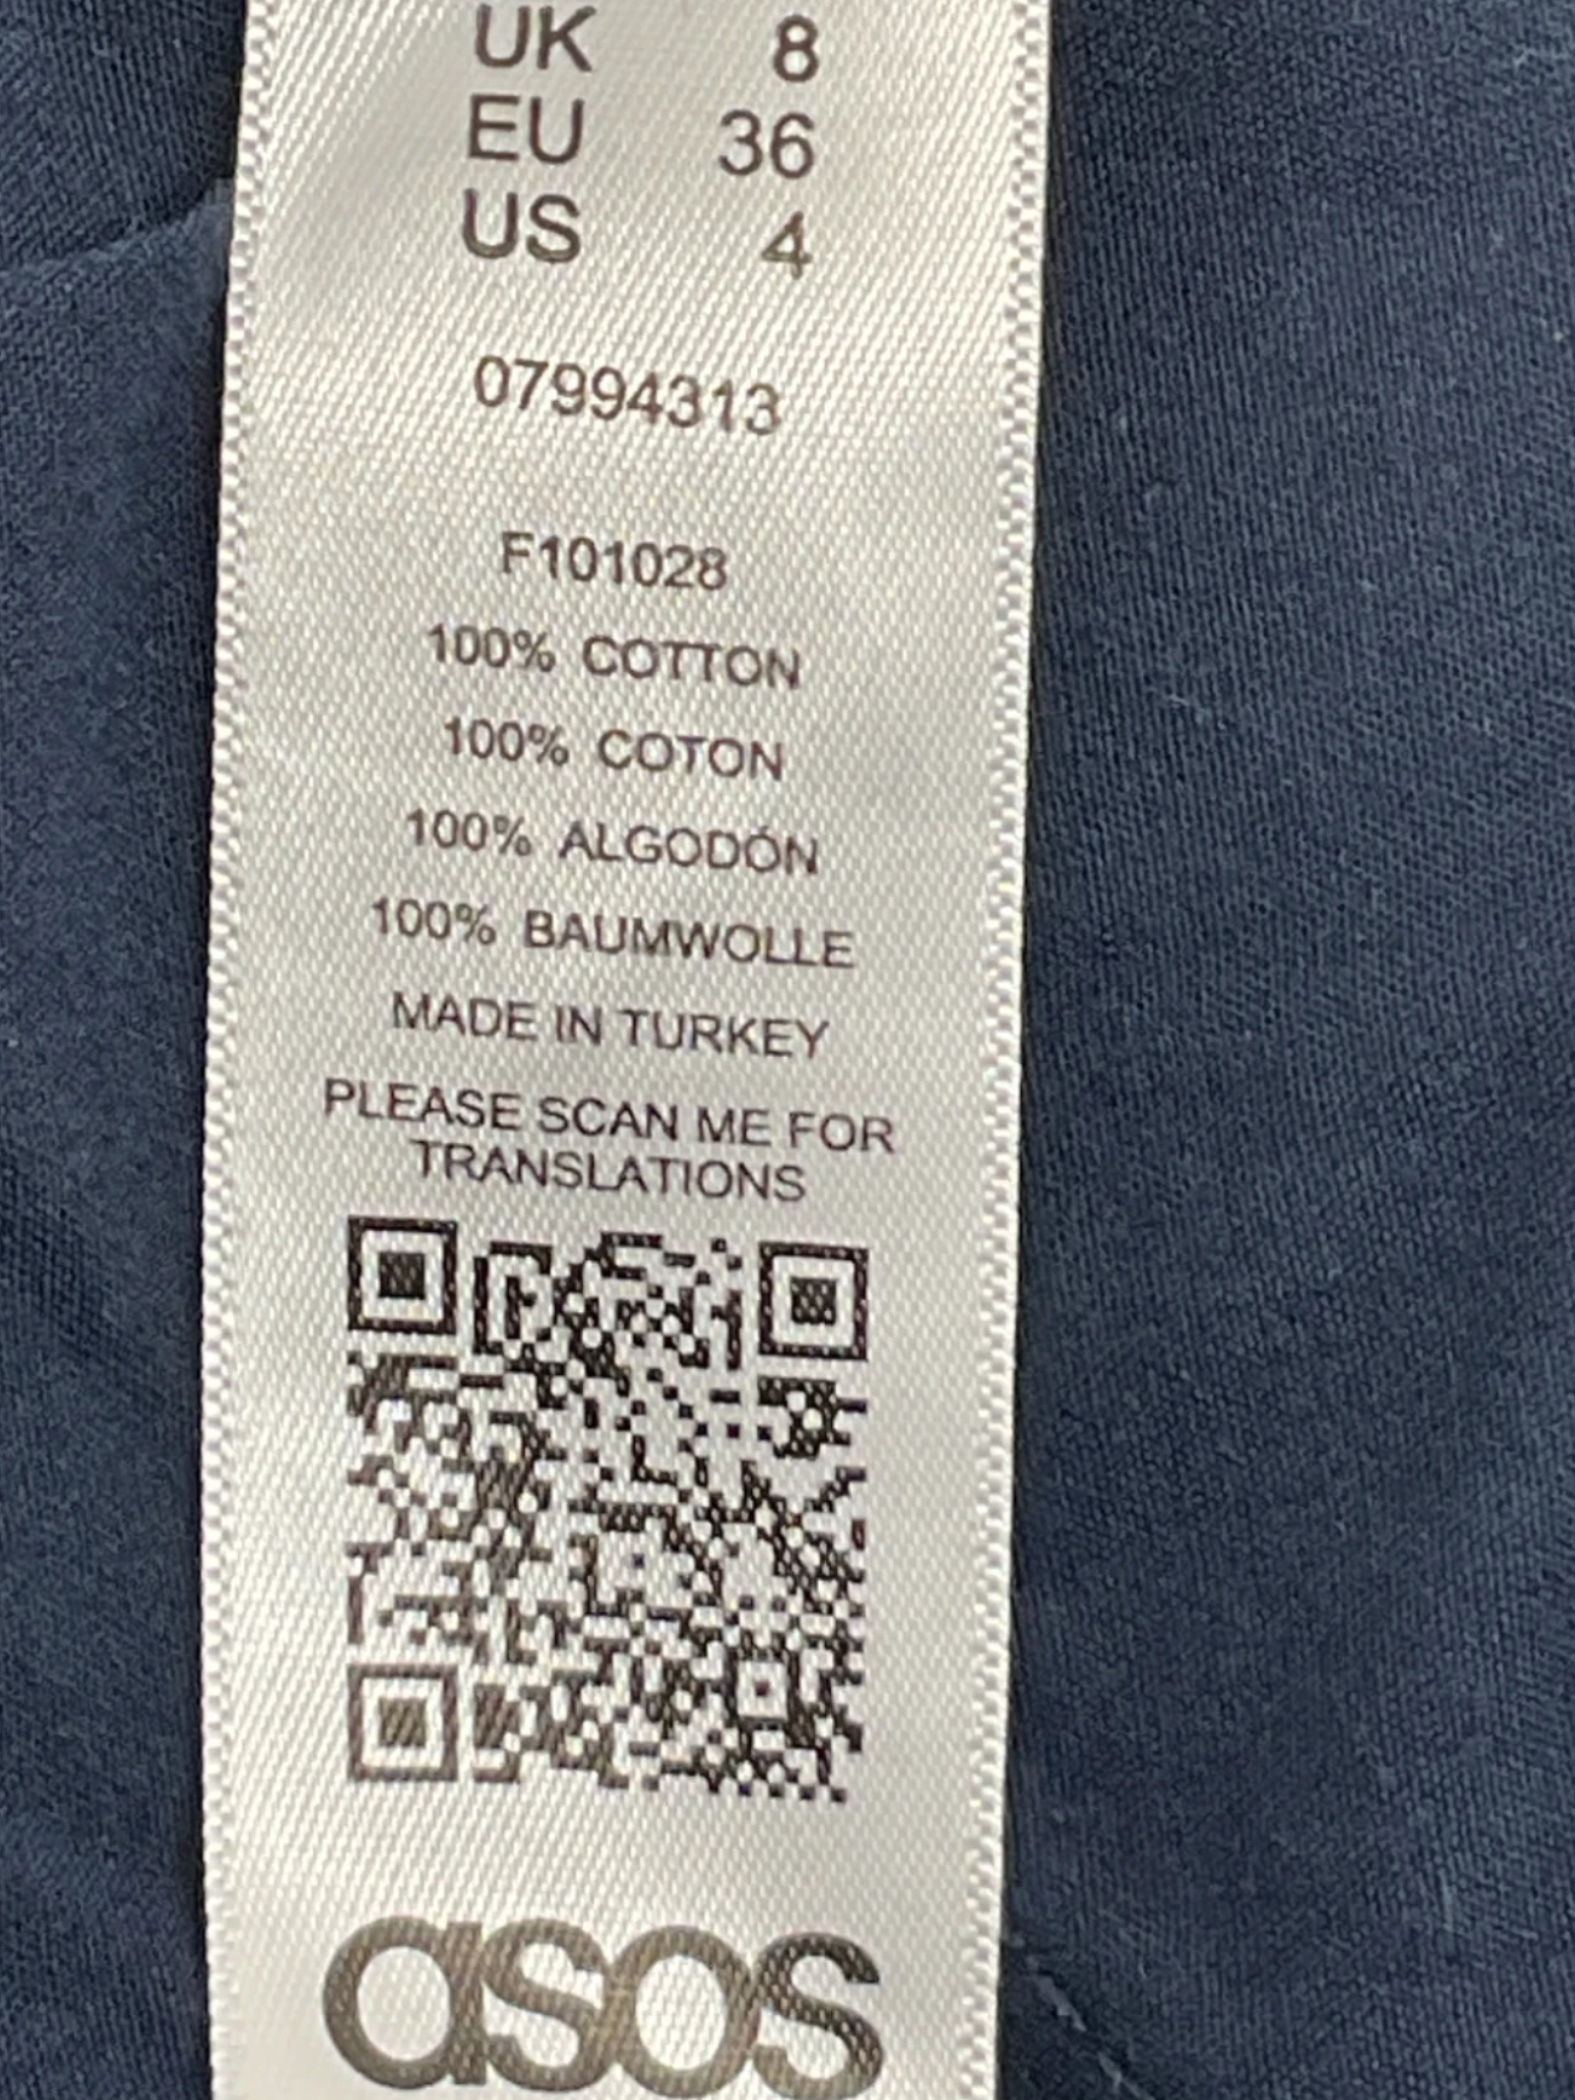 UK 8
EU 36
US 4
07994313
F101028
100% COTTON
100% COTON
100% ALGODÓN
100% BAUMWOLLE
MADE IN TURKEY
PLEASE SCAN ME FOR
TRANSLATIONS
asos